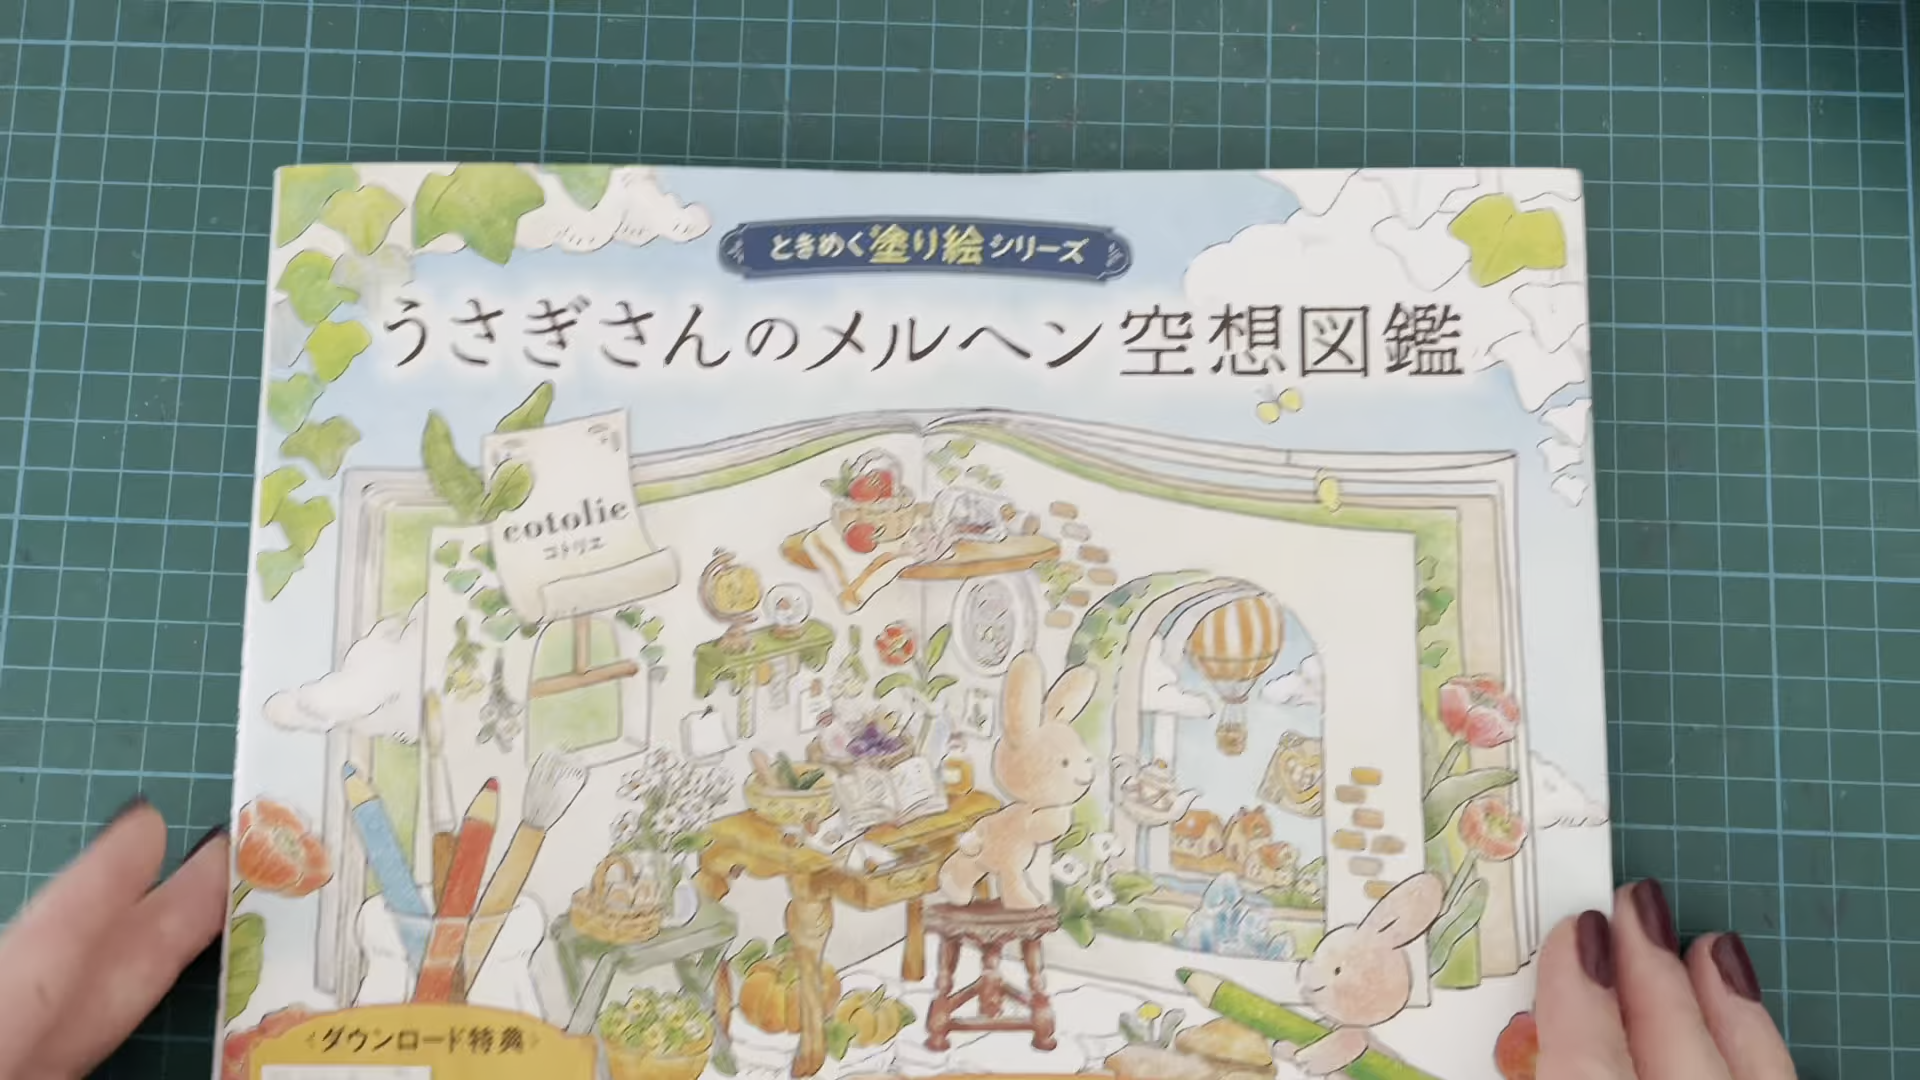 ときめく塗り絵シリーズ
うさぎさんのメルヘン空想図鑑
cotolie
コトリエ
ダウンロード特典